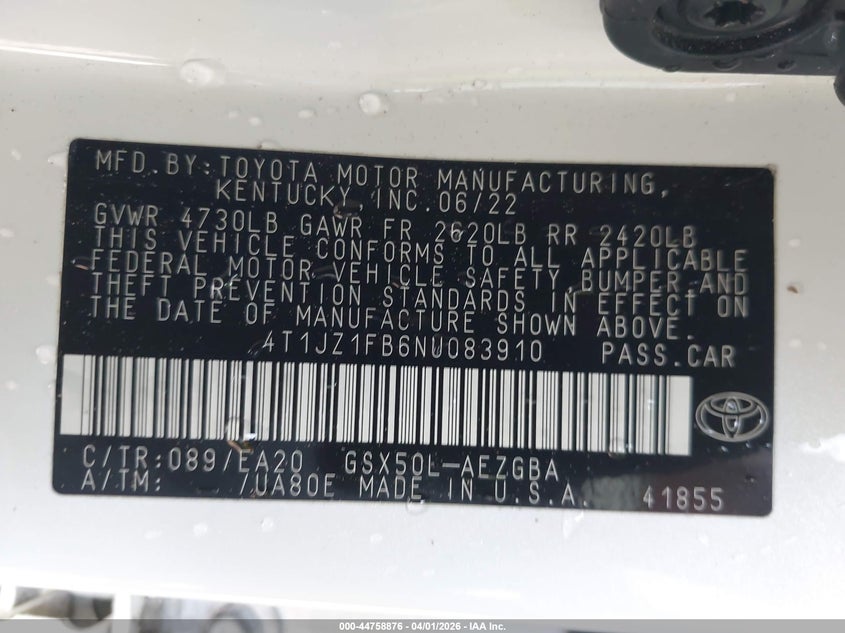 MFD.BY:TOYOTA MOTOR MANUFACTURING,
KENTUCKY,INC.06/22
GVWR 4730LB GAWR FR 2620LB RR 2420LB
THIS VEHICLE CONFORMS TO ALL APPLICABLE
FEDERAL MOTOR VEHICLE SAFETY,BUMPER,AND
THEFT PREVENTION STANDARDS IN EFFECT ON
THE DATE OF MANUFACTURE SHOWN ABOVE.
4T1JZ1FB6NU083910 PASS.CAR
C/TR:089/EA20 GSX50L-AEZGBA
A/TM: /UA80E MADE IN U.S.A. 41855
000-44758876 - 04/01/2026 - IAA Inc.